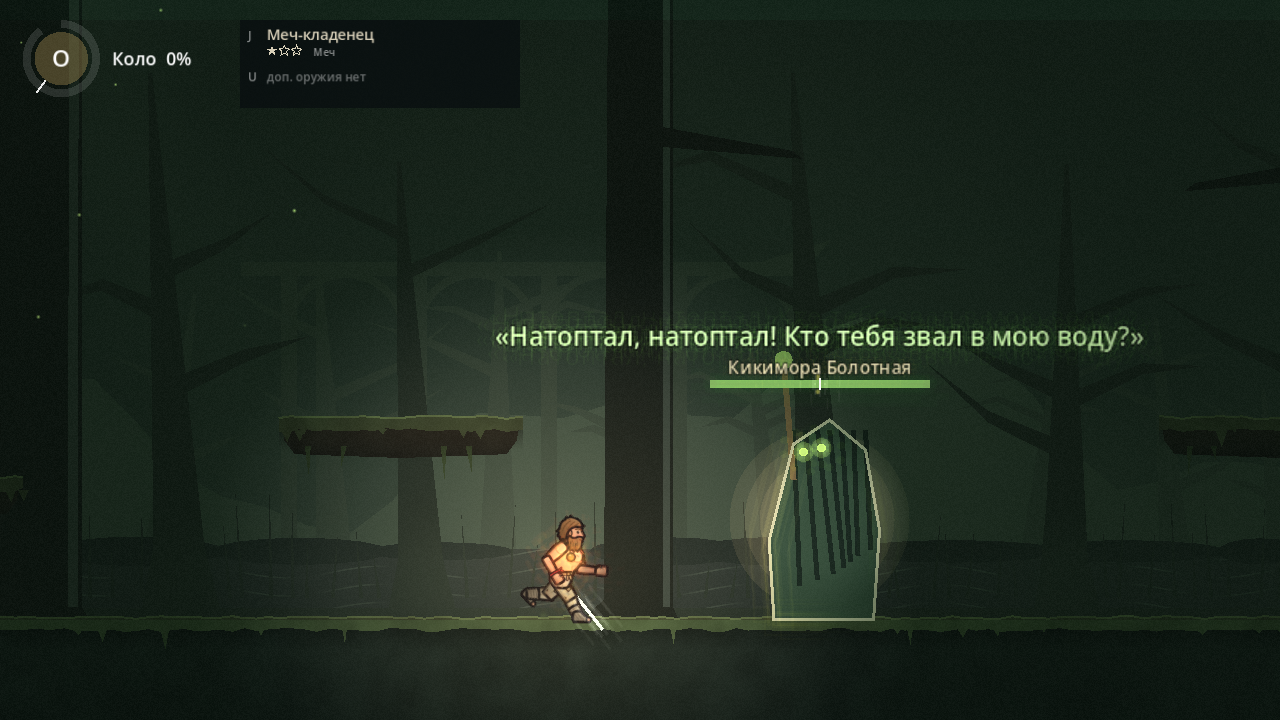 O
Коло 0%
J Меч-кладенец
Меч
U доп. оружия нет
«Натоптал, натоптал! Кто тебя звал в мою воду?»
Кикимора Болотная